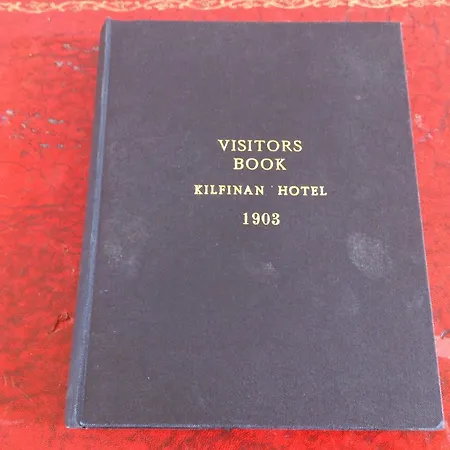 VISITORS
BOOK
KILFINAN HOTEL
1903